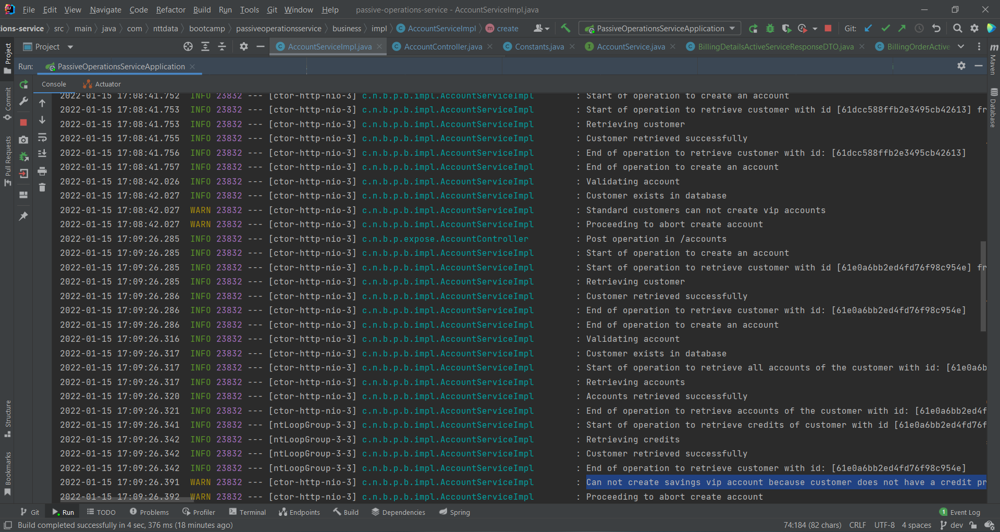 File Edit View Navigate Code Refactor Build Run Tools Git Window Help passive-operations-service - AccountServiceImpl.java
ions-service src main java com nttdata bootcamp passiveoperationsservice business impl AccountServiceImpl create PassiveOperationsServiceApplication Git:
Project AccountServiceImpl.java AccountController.java Constants.java AccountService.java BillingDetailsActiveServiceResponseDTO.java BillingOrderActive
Run: PassiveOperationsServiceApplication
Console Actuator
2022-01-15 17:08:41.752 INFO 23832 --- [ctor-http-nio-3] c.n.b.p.b.impl.AccountServiceImpl : Start of operation to create an account
2022-01-15 17:08:41.753 INFO 23832 --- [ctor-http-nio-3] c.n.b.p.b.impl.AccountServiceImpl : Start of operation to retrieve customer with id [61dcc588ffb2e3495cb42613] fr
2022-01-15 17:08:41.753 INFO 23832 --- [ctor-http-nio-3] c.n.b.p.b.impl.AccountServiceImpl : Retrieving customer
2022-01-15 17:08:41.755 INFO 23832 --- [ctor-http-nio-3] c.n.b.p.b.impl.AccountServiceImpl : Customer retrieved successfully
2022-01-15 17:08:41.756 INFO 23832 --- [ctor-http-nio-3] c.n.b.p.b.impl.AccountServiceImpl : End of operation to retrieve customer with id: [61dcc588ffb2e3495cb42613]
2022-01-15 17:08:41.757 INFO 23832 --- [ctor-http-nio-3] c.n.b.p.b.impl.AccountServiceImpl : End of operation to create an account
2022-01-15 17:08:42.026 INFO 23832 --- [ctor-http-nio-3] c.n.b.p.b.impl.AccountServiceImpl : Validating account
2022-01-15 17:08:42.027 INFO 23832 --- [ctor-http-nio-3] c.n.b.p.b.impl.AccountServiceImpl : Customer exists in database
2022-01-15 17:08:42.027 WARN 23832 --- [ctor-http-nio-3] c.n.b.p.b.impl.AccountServiceImpl : Standard customers can not create vip accounts
2022-01-15 17:08:42.027 WARN 23832 --- [ctor-http-nio-3] c.n.b.p.b.impl.AccountServiceImpl : Proceeding to abort create account
2022-01-15 17:09:26.285 INFO 23832 --- [ctor-http-nio-3] c.n.b.p.expose.AccountController : Post operation in /accounts
2022-01-15 17:09:26.285 INFO 23832 --- [ctor-http-nio-3] c.n.b.p.b.impl.AccountServiceImpl : Start of operation to create an account
2022-01-15 17:09:26.285 INFO 23832 --- [ctor-http-nio-3] c.n.b.p.b.impl.AccountServiceImpl : Start of operation to retrieve customer with id [61e0a6bb2ed4fd76f98c954e] fr
2022-01-15 17:09:26.285 INFO 23832 --- [ctor-http-nio-3] c.n.b.p.b.impl.AccountServiceImpl : Retrieving customer
2022-01-15 17:09:26.286 INFO 23832 --- [ctor-http-nio-3] c.n.b.p.b.impl.AccountServiceImpl : Customer retrieved successfully
2022-01-15 17:09:26.286 INFO 23832 --- [ctor-http-nio-3] c.n.b.p.b.impl.AccountServiceImpl : End of operation to retrieve customer with id: [61e0a6bb2ed4fd76f98c954e]
2022-01-15 17:09:26.286 INFO 23832 --- [ctor-http-nio-3] c.n.b.p.b.impl.AccountServiceImpl : End of operation to create an account
2022-01-15 17:09:26.316 INFO 23832 --- [ctor-http-nio-3] c.n.b.p.b.impl.AccountServiceImpl : Validating account
2022-01-15 17:09:26.317 INFO 23832 --- [ctor-http-nio-3] c.n.b.p.b.impl.AccountServiceImpl : Customer exists in database
2022-01-15 17:09:26.317 INFO 23832 --- [ctor-http-nio-3] c.n.b.p.b.impl.AccountServiceImpl : Start of operation to retrieve all accounts of the customer with id: [61e0a6b
2022-01-15 17:09:26.317 INFO 23832 --- [ctor-http-nio-3] c.n.b.p.b.impl.AccountServiceImpl : Retrieving accounts
2022-01-15 17:09:26.320 INFO 23832 --- [ctor-http-nio-3] c.n.b.p.b.impl.AccountServiceImpl : Accounts retrieved successfully
2022-01-15 17:09:26.321 INFO 23832 --- [ctor-http-nio-3] c.n.b.p.b.impl.AccountServiceImpl : End of operation to retrieve accounts of the customer with id: [61e0a6bb2ed4f
2022-01-15 17:09:26.341 INFO 23832 --- [ntLoopGroup-3-3] c.n.b.p.b.impl.AccountServiceImpl : Start of operation to retrieve credits of customer with id [61e0a6bb2ed4fd76f
2022-01-15 17:09:26.342 INFO 23832 --- [ntLoopGroup-3-3] c.n.b.p.b.impl.AccountServiceImpl : Retrieving credits
2022-01-15 17:09:26.342 INFO 23832 --- [ntLoopGroup-3-3] c.n.b.p.b.impl.AccountServiceImpl : Customer retrieved successfully
2022-01-15 17:09:26.342 INFO 23832 --- [ntLoopGroup-3-3] c.n.b.p.b.impl.AccountServiceImpl : End of operation to retrieve customer with id: [61e0a6bb2ed4fd76f98c954e]
2022-01-15 17:09:26.391 WARN 23832 --- [ctor-http-nio-3] c.n.b.p.b.impl.AccountServiceImpl : Can not create savings vip account because customer does not have a credit pr
2022-01-15 17:09:26.392 WARN 23832 --- [ctor-http-nio-3] c.n.b.p.b.impl.AccountServiceImpl : Proceeding to abort create account
Project
Commit
Pull Requests
Structure
Bookmarks
Maven
Database
Git Run TODO Problems Profiler Terminal Endpoints Build Dependencies Spring 1 Event Log
Build completed successfully in 4 sec, 376 ms (18 minutes ago) 74:184 (82 chars) CRLF UTF-8 4 spaces dev